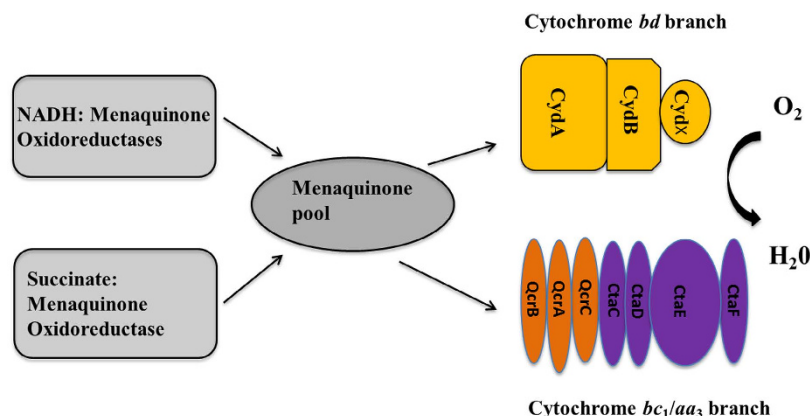 Cytochrome bd branch
NADH: Menaquinone
Oxidoreductases
CydA
CydB
CydX
O₂
Menaquinone
pool
H₂0
Succinate:
Menaquinone
Oxidoreductase
QcrB
QcrA
QcrC
CtaC
CtaD
CtaE
CtaF
Cytochrome bc₁/aa₃ branch